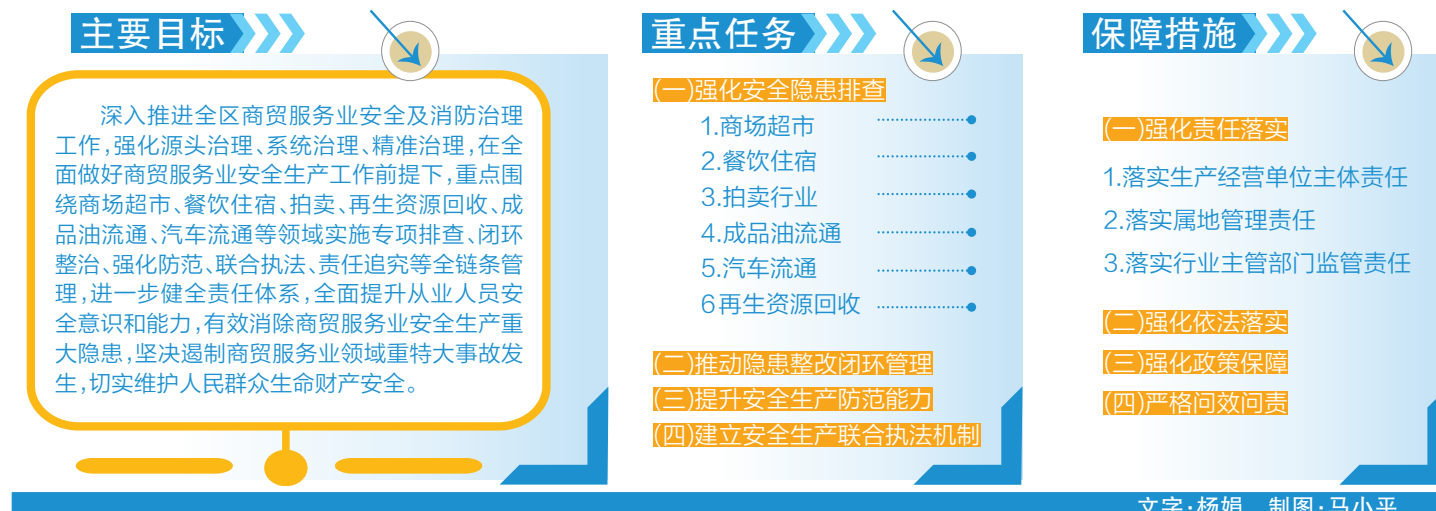 主要目标
深入推进全区商贸服务业安全及消防治理
工作,强化源头治理、系统治理、精准治理,在全
面做好商贸服务业安全生产工作前提下,重点围
绕商场超市、餐饮住宿、拍卖、再生资源回收、成
品油流通、汽车流通等领域实施专项排查、闭环
整治、强化防范、联合执法、责任追究等全链条管
理,进一步健全责任体系,全面提升从业人员安
全意识和能力,有效消除商贸服务业安全生产重
大隐患,坚决遏制商贸服务业领域重特大事故发
生,切实维护人民群众生命财产安全。
重点任务
(一)强化安全隐患排查
1.商场超市
2.餐饮住宿
3.拍卖行业
4.成品油流通
5.汽车流通
6再生资源回收
(二)推动隐患整改闭环管理
(三)提升安全生产防范能力
(四)建立安全生产联合执法机制
保障措施
(一)强化责任落实
1.落实生产经营单位主体责任
2.落实属地管理责任
3.落实行业主管部门监管责任
(二)强化依法落实
(三)强化政策保障
(四)严格问效问责
文字:杨娟 制图:马小平